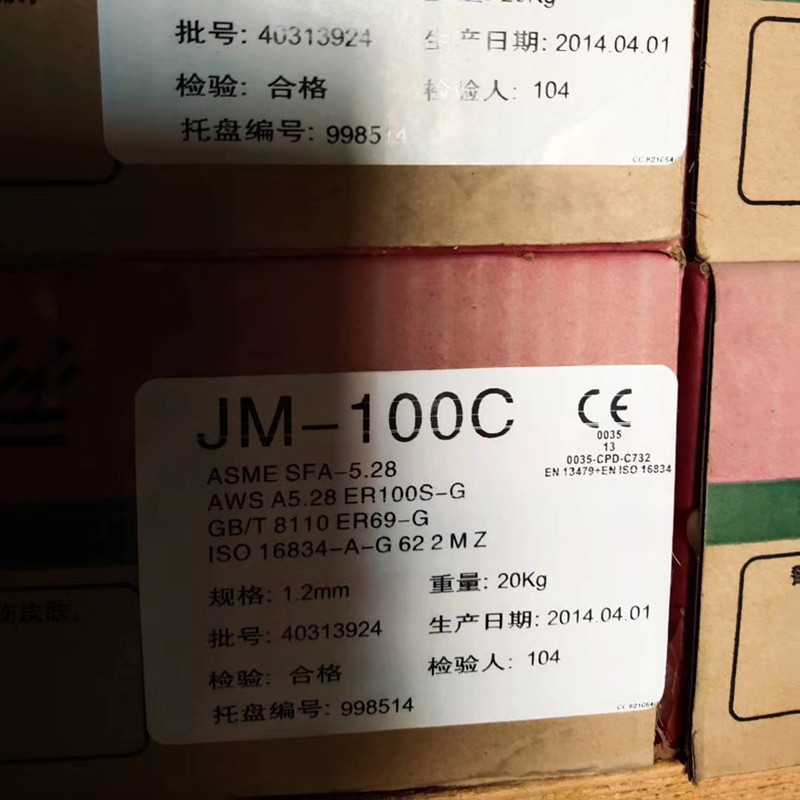 批号: 40313924
生产日期: 2014.04.01
检验: 合格
检验人: 104
托盘编号: 998514
JM-100C
CE
0035
13
0035-CPD-C732
EN 13479+EN ISO 16834
ASME SFA-5.28
AWS A5.28 ER100S-G
GB/T 8110 ER69-G
ISO 16834-A-G 62 2 M Z
规格: 1.2mm
重量: 20Kg
批号: 40313924
生产日期: 2014.04.01
检验: 合格
检验人: 104
托盘编号: 998514
伤皮肤。